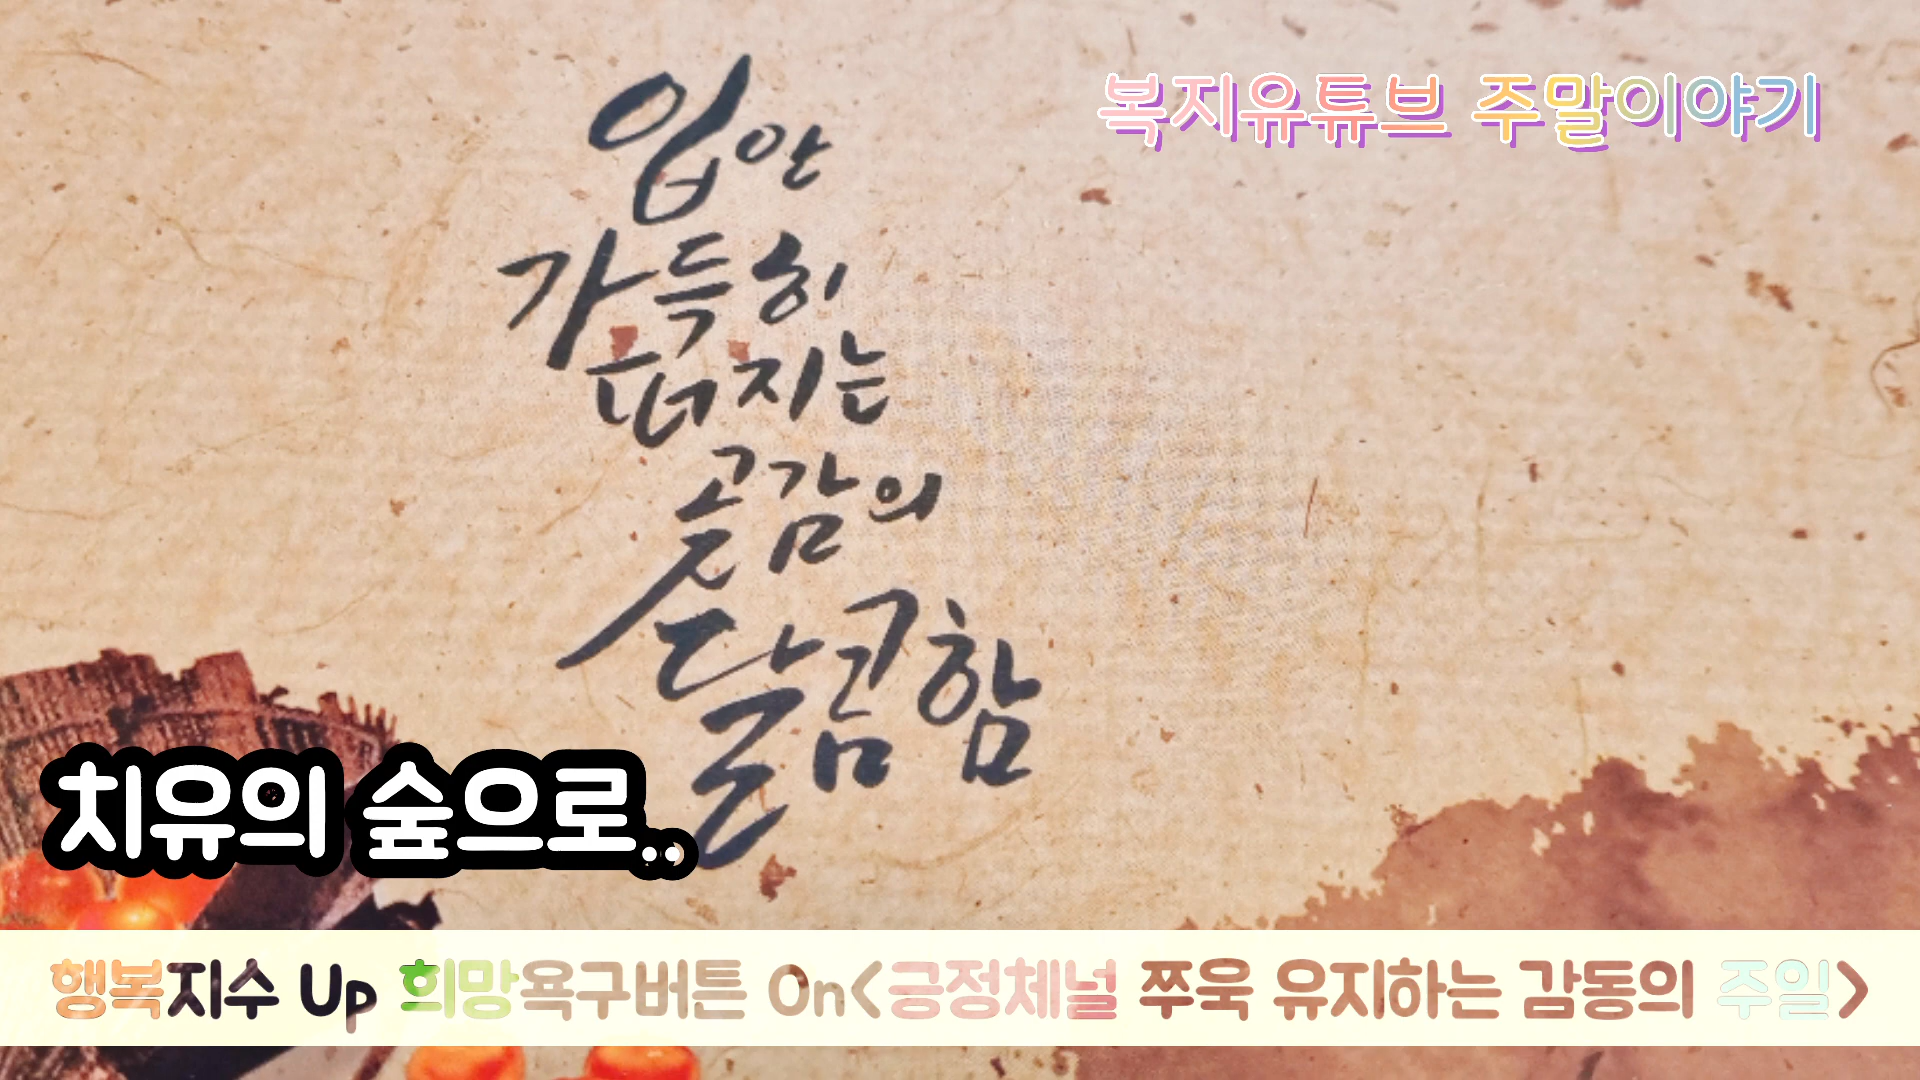 복지유튜브 주말이야기
입안
가득히
퍼지는
곶감의
달콤함
치유의 숲으로..
행복지수 Up 희망욕구버튼 On<긍정체널 쭈욱 유지하는 감동의 주일>